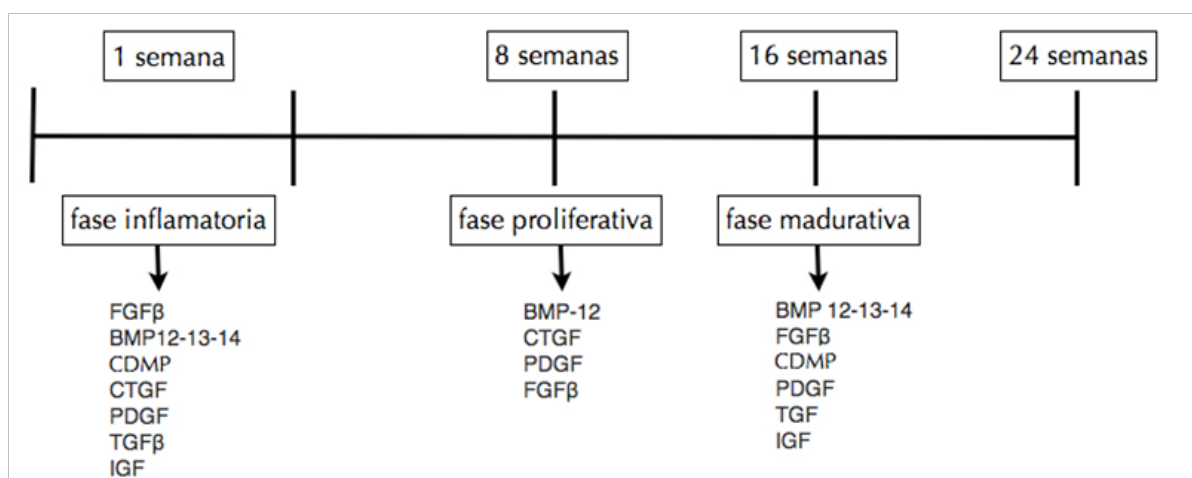 1 semana
8 semanas
16 semanas
24 semanas
fase inflamatoria
fase proliferativa
fase madurativa
FGFβ
BMP12-13-14
CDMP
CTGF
PDGF
TGFβ
IGF
BMP-12
CTGF
PDGF
FGFβ
BMP 12-13-14
FGFβ
CDMP
PDGF
TGF
IGF